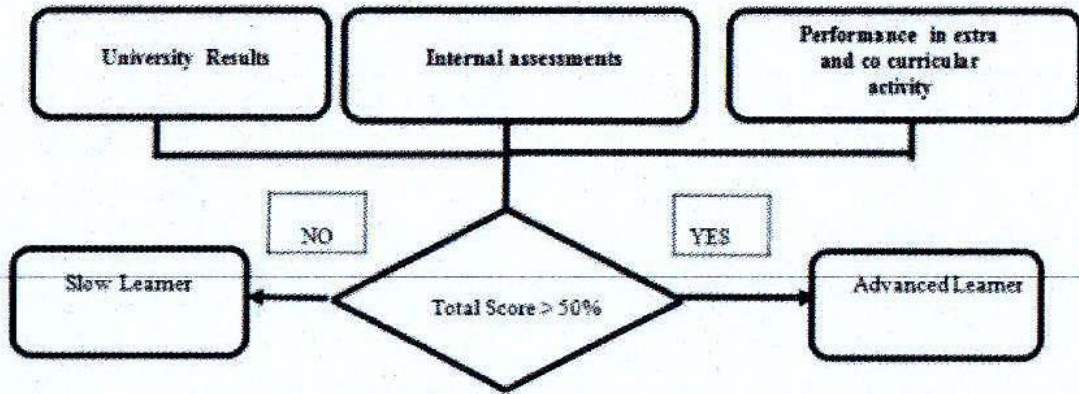 University Results
Internal assessments
Performance in extra
and co curricular
activity
NO
YES
Slow Learner
Total Score > 50%
Advanced Learner